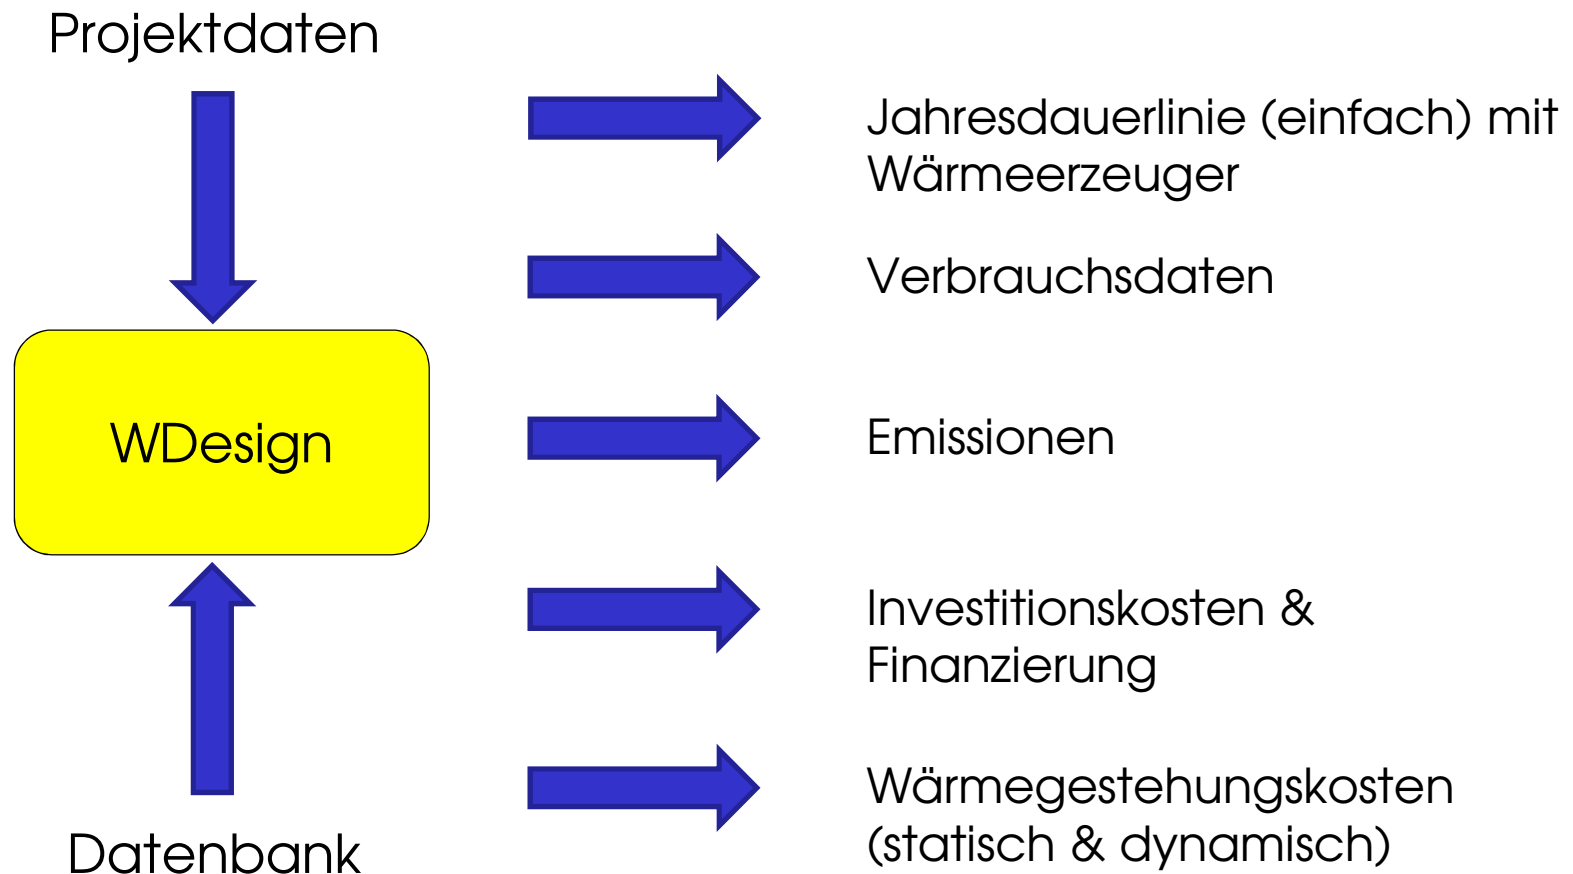 Projektdaten
WDesign
Datenbank
Jahresdauerlinie (einfach) mit
Wärmeerzeuger
Verbrauchsdaten
Emissionen
Investitionskosten &
Finanzierung
Wärmegestehungskosten
(statisch & dynamisch)